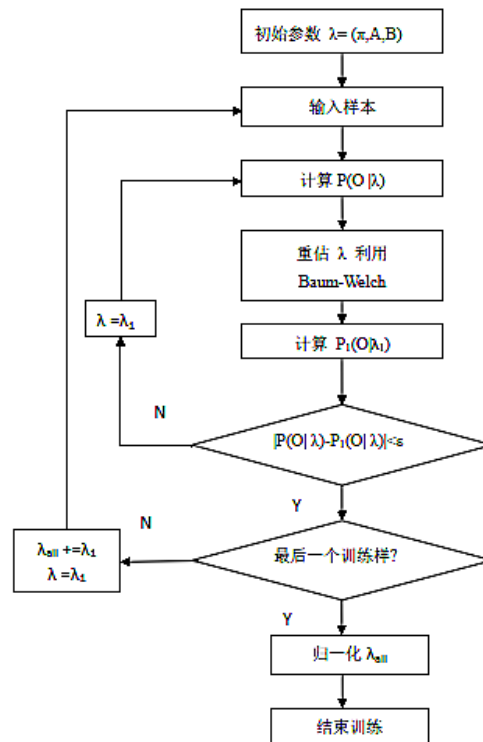 初始参数 λ= (π,A,B)
输入样本
计算 P(O|λ)
重估 λ 利用
Baum-Welch
λ =λ₁
计算 P₁(O|λ₁)
N
|P(O|λ)-P₁(O|λ)|<ε
Y
N
λall +=λ₁
λ =λ₁
最后一个训练样?
Y
归一化 λall
结束训练